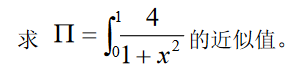 求 Π = ∫₀¹ 4/(1 + x²) 的近似值。